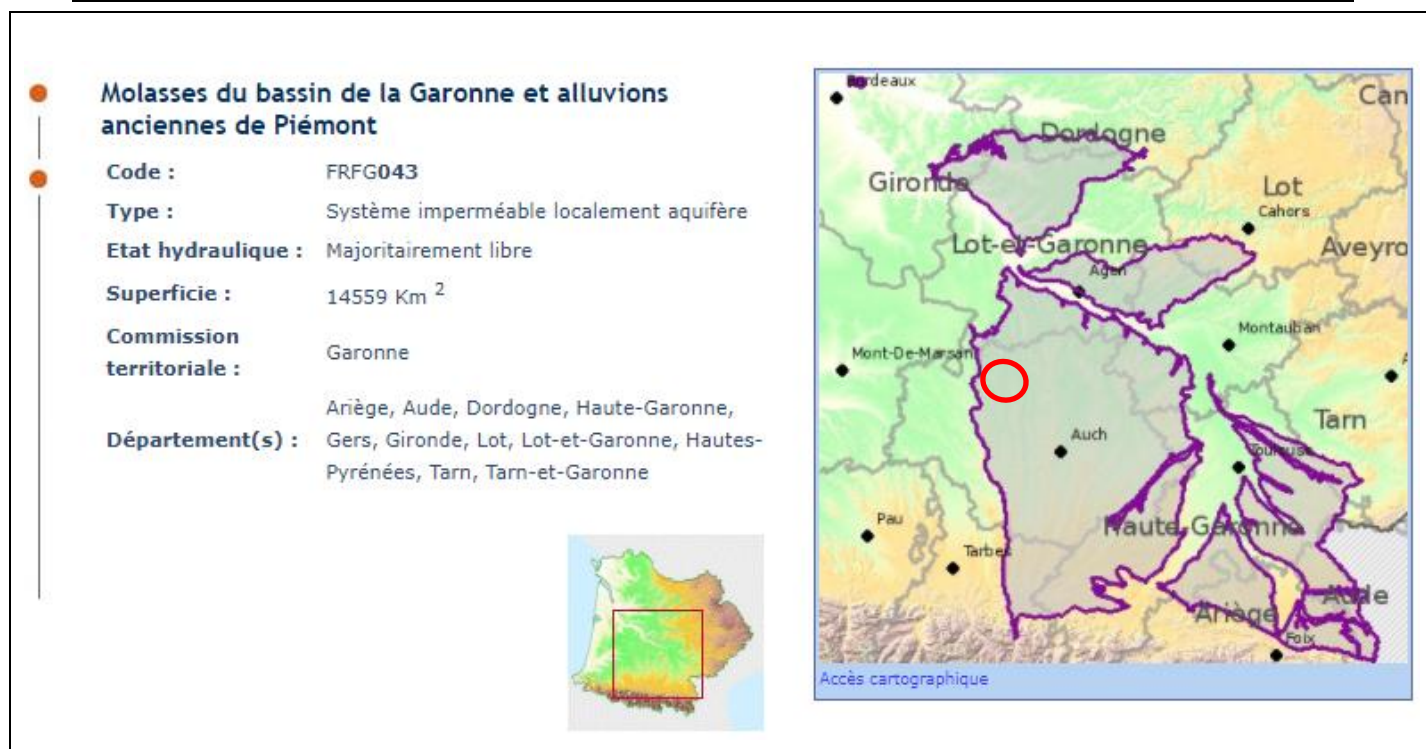 Molasses du bassin de la Garonne et alluvions
anciennes de Piémont
Code : FRFG043
Type : Système imperméable localement aquifère
Etat hydraulique : Majoritairement libre
Superficie : 14559 Km 2
Commission
territoriale : Garonne
Département(s) : Ariège, Aude, Dordogne, Haute-Garonne,
Gers, Gironde, Lot, Lot-et-Garonne, Hautes-
Pyrénées, Tarn, Tarn-et-Garonne
Bordeaux
Can
Dordogne
Gironde
Lot
Cahors
Lot-et-Garonne
Aveyro
Agen
Montauban
Mont-De-Marsan
Tarn
Auch
Toulouse
Pau
Haute-Garonne
Tarbes
Aude
Ariège
Foix
Accès cartographique